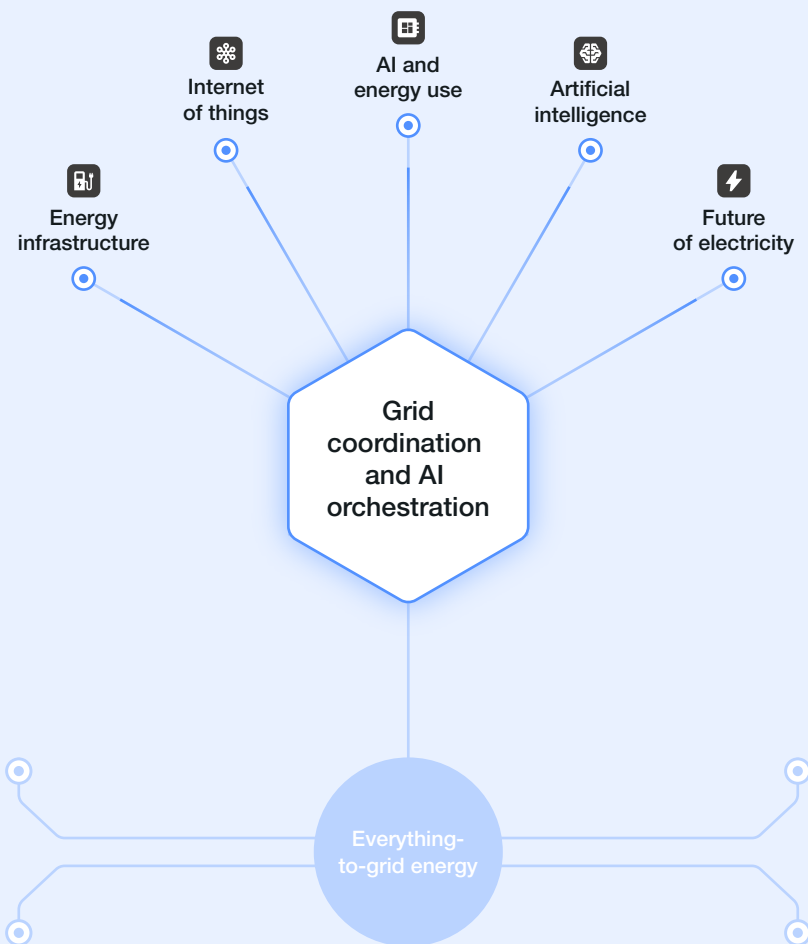 AI and
energy use
Internet
of things
Artificial
intelligence
Energy
infrastructure
Future
of electricity
Grid
coordination
and AI
orchestration
Everything-
to-grid energy